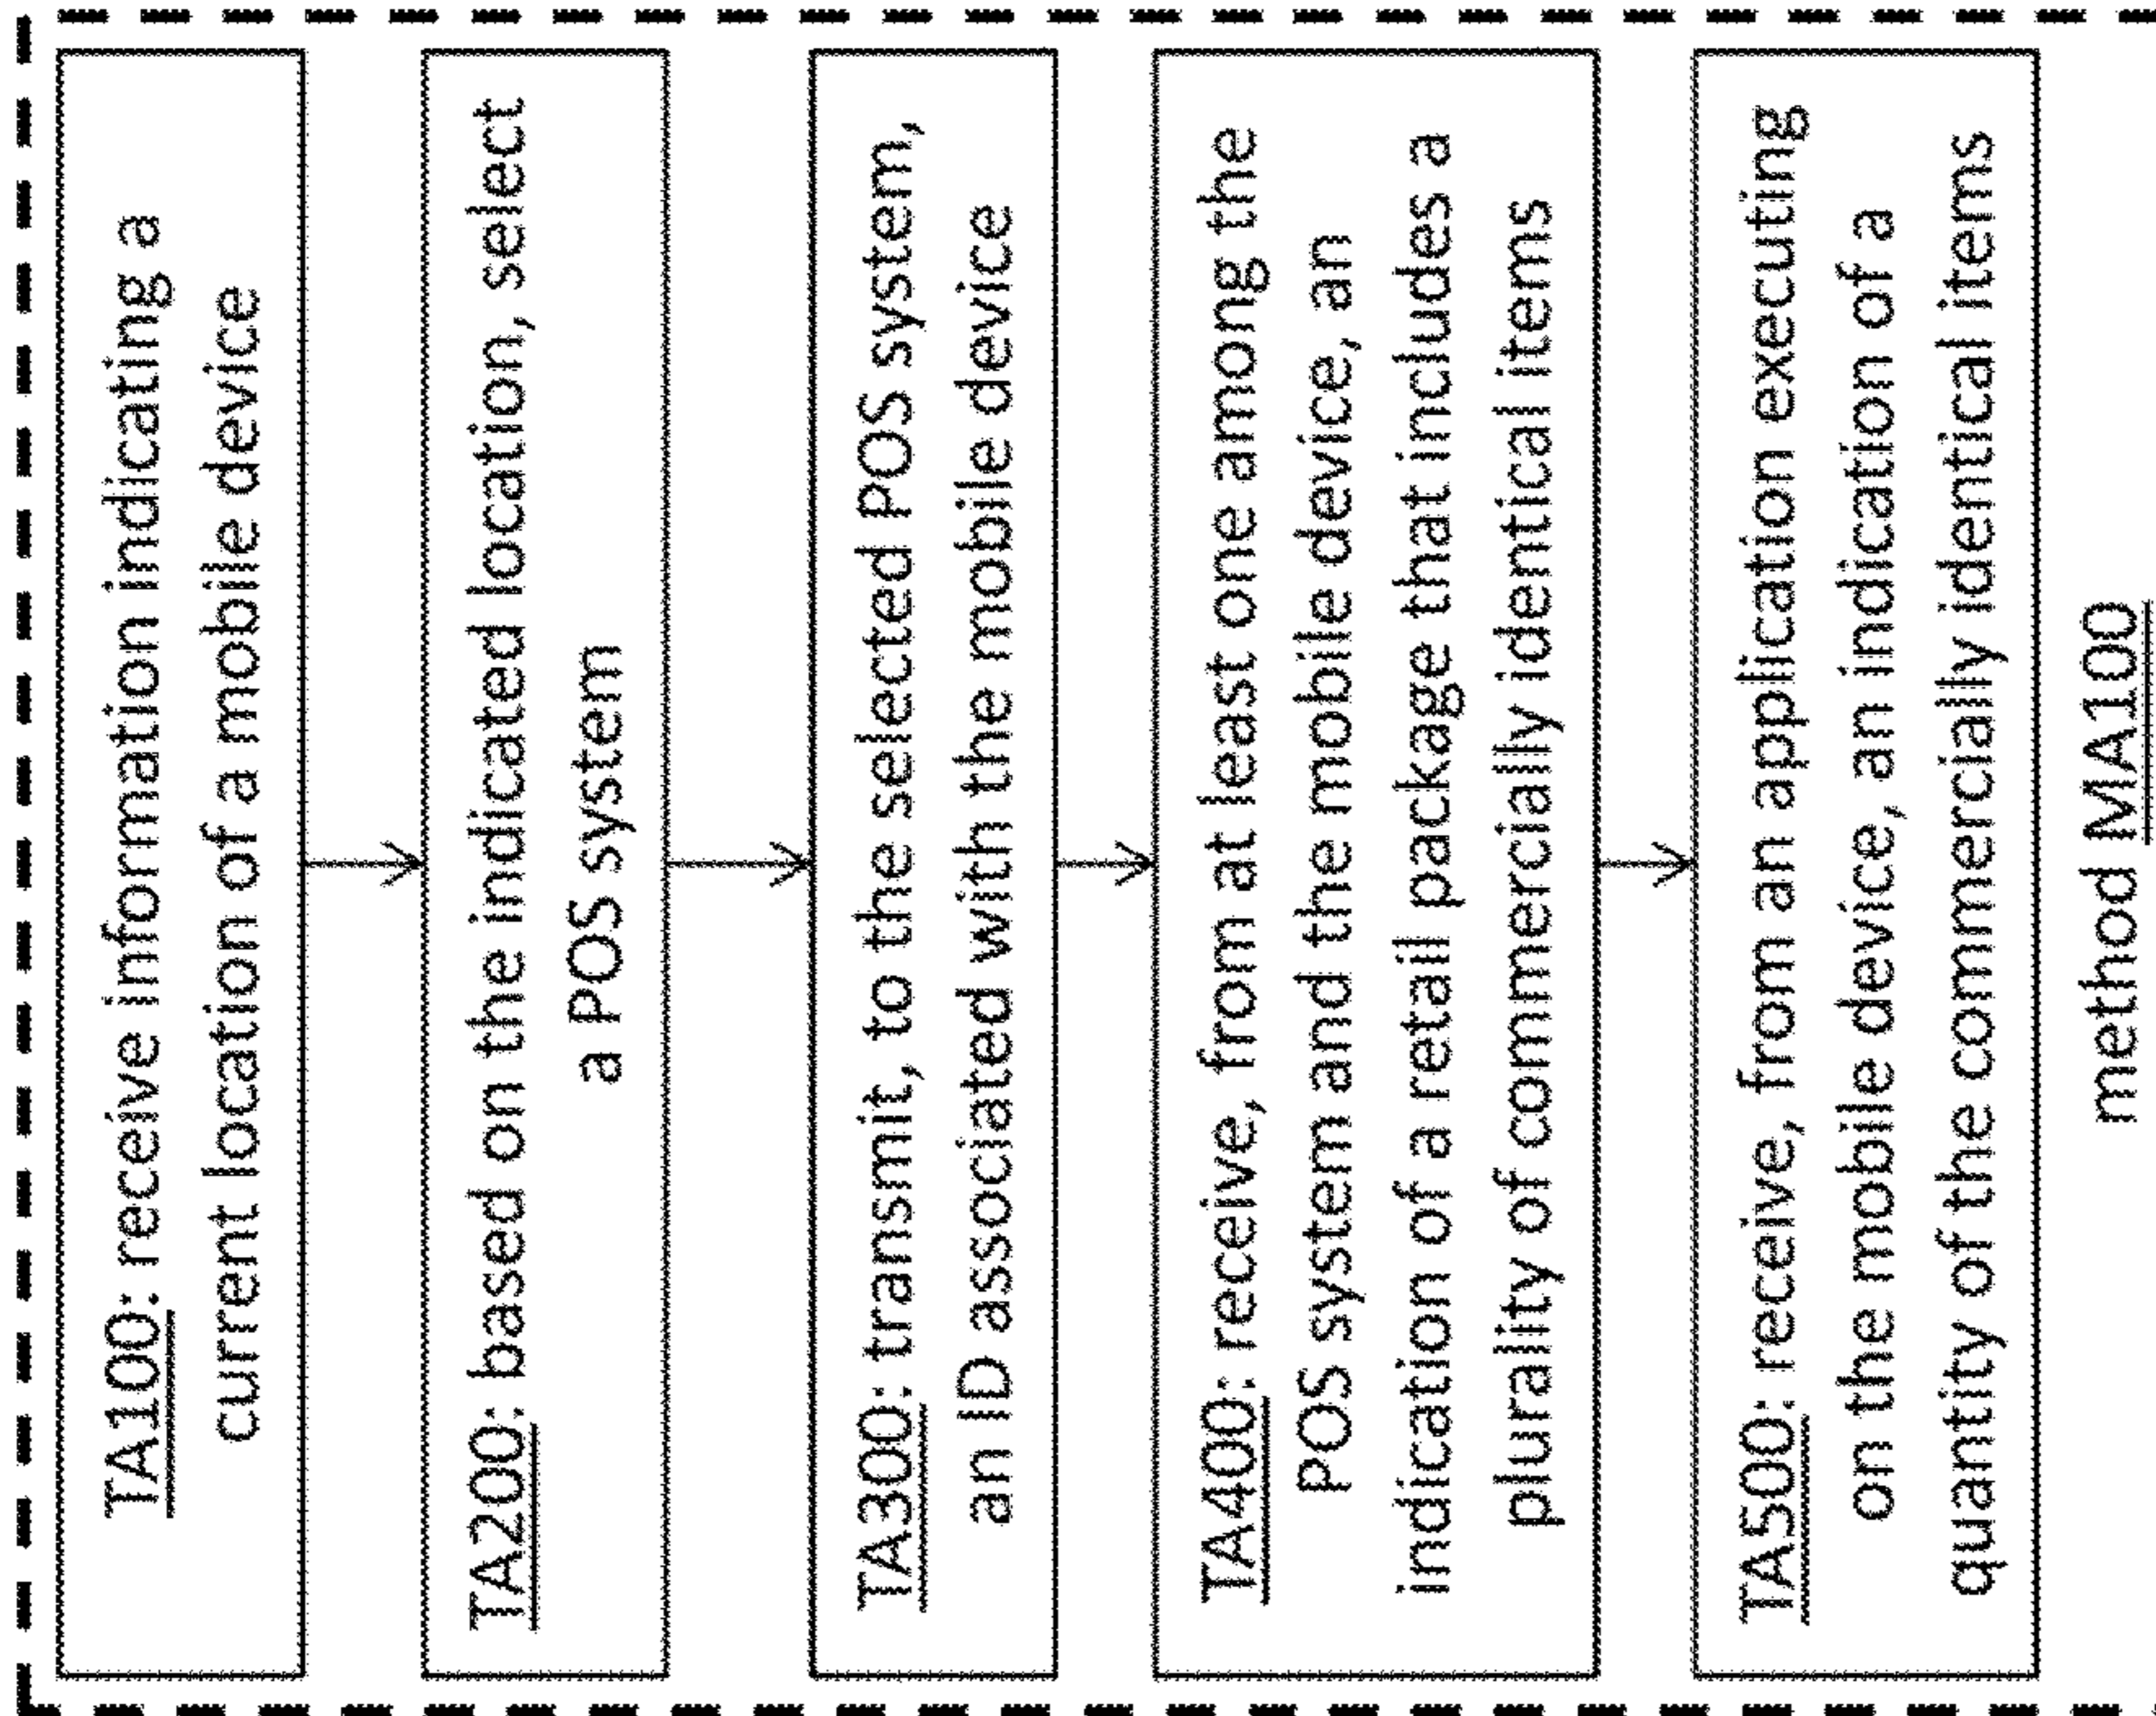 TA100: receive information indicating a
current location of a mobile device
TA200: based on the indicated location, select
a POS system
TA300: transmit, to the selected POS system,
an ID associated with the mobile device
TA400: receive, from at least one among the
POS system and the mobile device, an
indication of a retail package that includes a
plurality of commercially identical items
TA500: receive, from an application executing
on the mobile device, an indication of a
quantity of the commercially identical items
method MA100